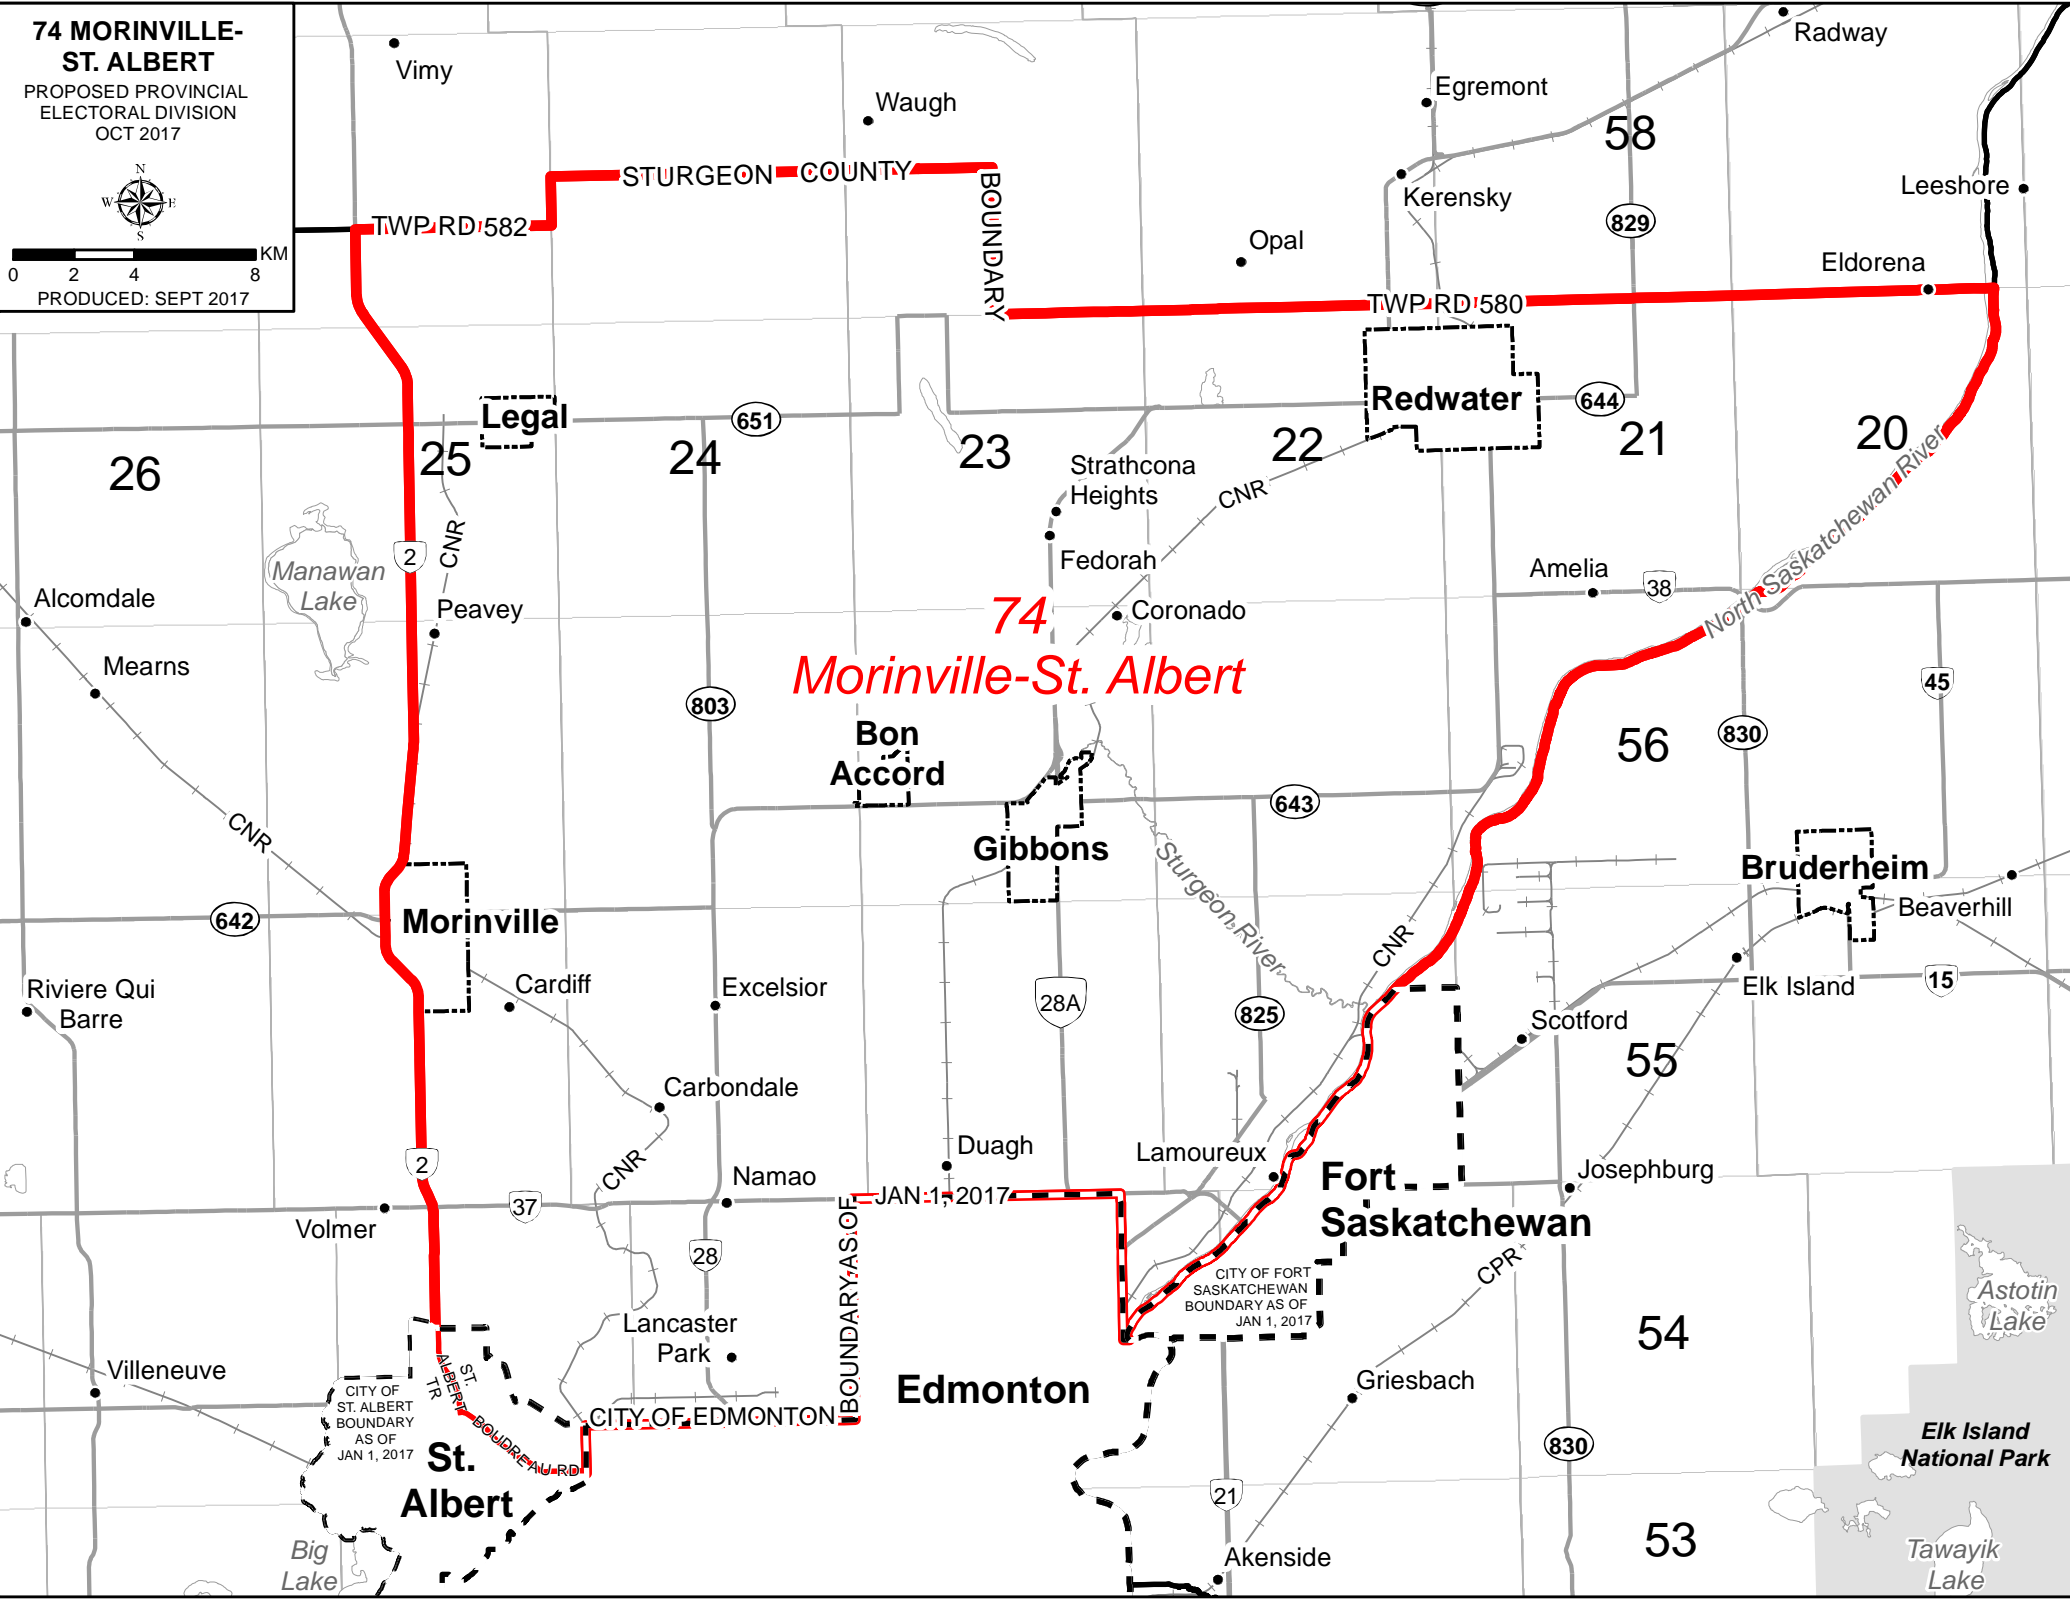 74 MORINVILLE-
ST. ALBERT
PROPOSED PROVINCIAL
ELECTORAL DIVISION
OCT 2017
N
W E
S
KM
0 2 4 8
PRODUCED: SEPT 2017
Vimy
Waugh
Radway
Egremont
58
STURGEON COUNTY
BOUNDARY
Kerensky
Leeshore
829
TWP RD 582
Opal
Eldorena
TWP RD 580
Legal
651
Redwater
644
26
25
24
23
22
21
20
Strathcona
Heights
CNR
CNR
North Saskatchewan River
2
Manawan
Lake
Fedorah
Amelia
38
Alcomdale
Peavey
74
Coronado
Morinville-St. Albert
Mearns
803
45
Bon
Accord
56
830
643
CNR
Gibbons
Sturgeon River
Bruderheim
Beaverhill
642
Morinville
CNR
Riviere Qui
Barre
Cardiff
Excelsior
28A
825
Elk Island
15
Scotford
55
Carbondale
Duagh
Lamoureux
CNR
2
Namao
Fort
Saskatchewan
Josephburg
JAN 1, 2017
BOUNDARY AS OF
Volmer
37
28
CPR
CITY OF FORT
SASKATCHEWAN
BOUNDARY AS OF
JAN 1, 2017
Astotin
Lake
Lancaster
Park
54
Villeneuve
ST.
ALBERT
TR
CITY OF
ST. ALBERT
BOUNDARY
AS OF
JAN 1, 2017
BOUDREAU RD
CITY OF EDMONTON
Edmonton
Griesbach
St.
Albert
830
Elk Island
National Park
21
53
Big
Lake
Akenside
Tawayik
Lake